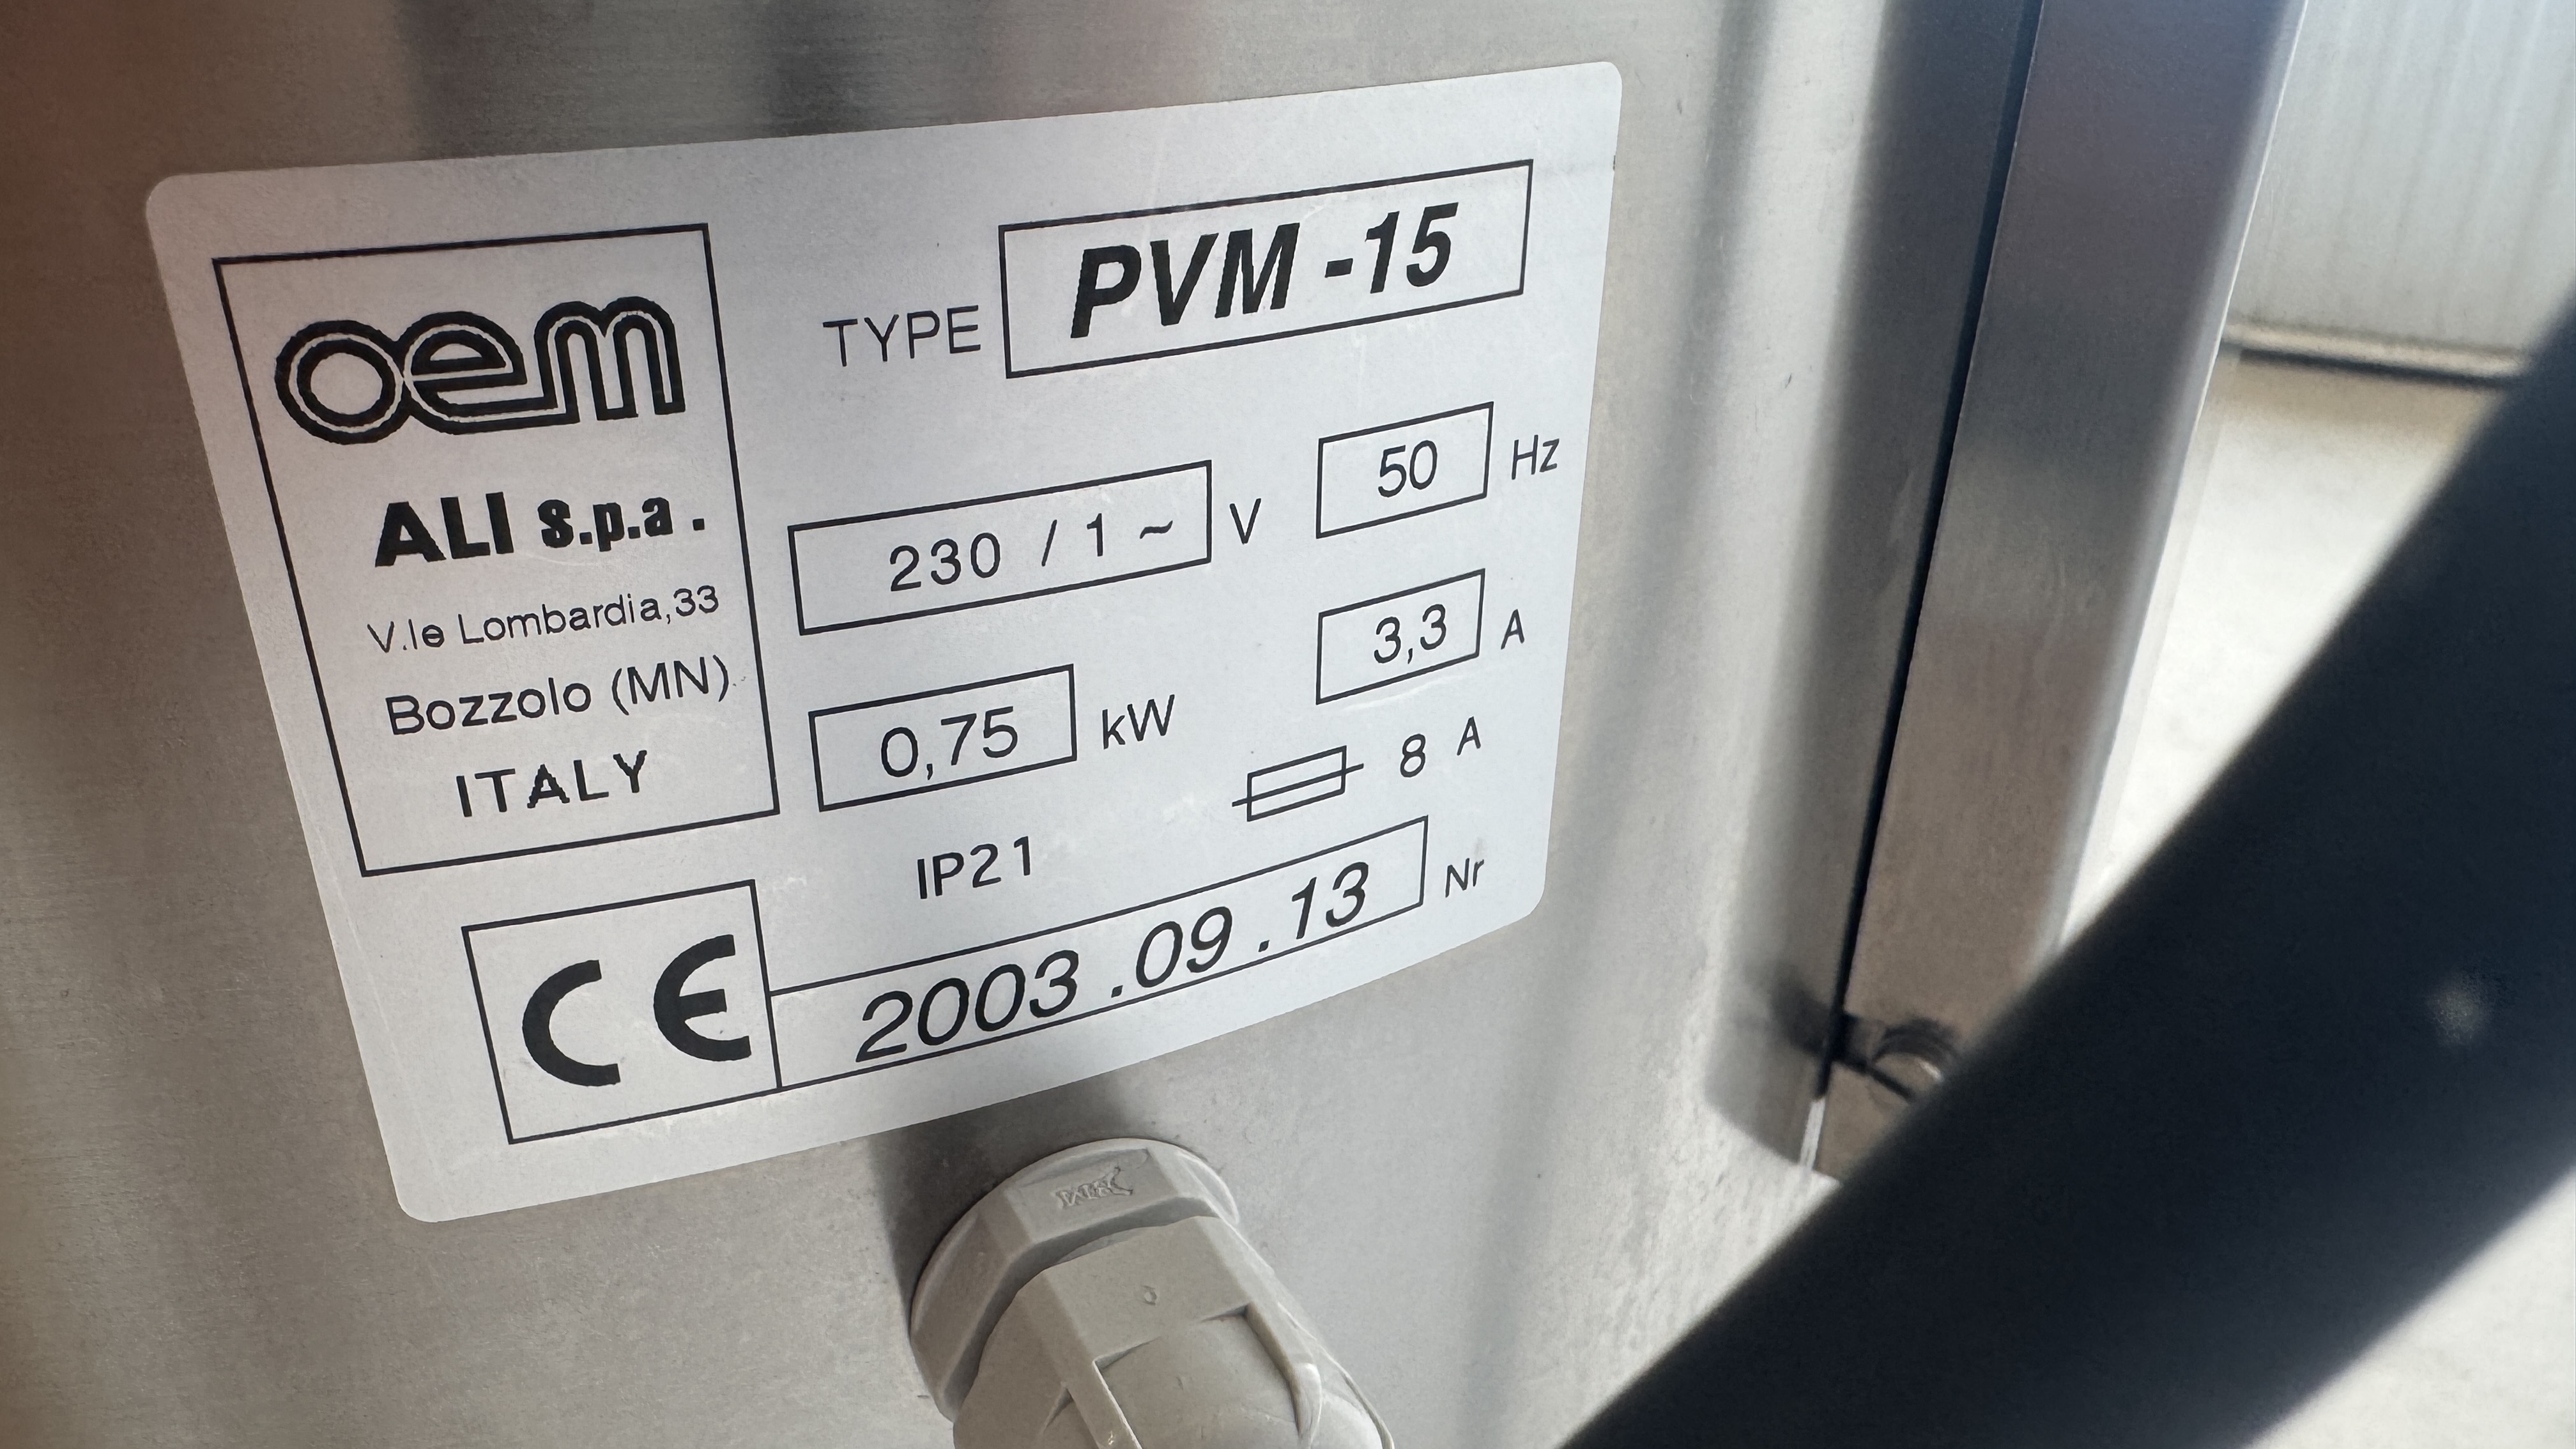 oem
ALI s.p.a.
V.le Lombardia,33
Bozzolo (MN)
ITALY
TYPE PVM -15
230 / 1 ~ V 50 Hz
0,75 kW 3,3 A
8 A
IP21
CE 2003.09.13 Nr